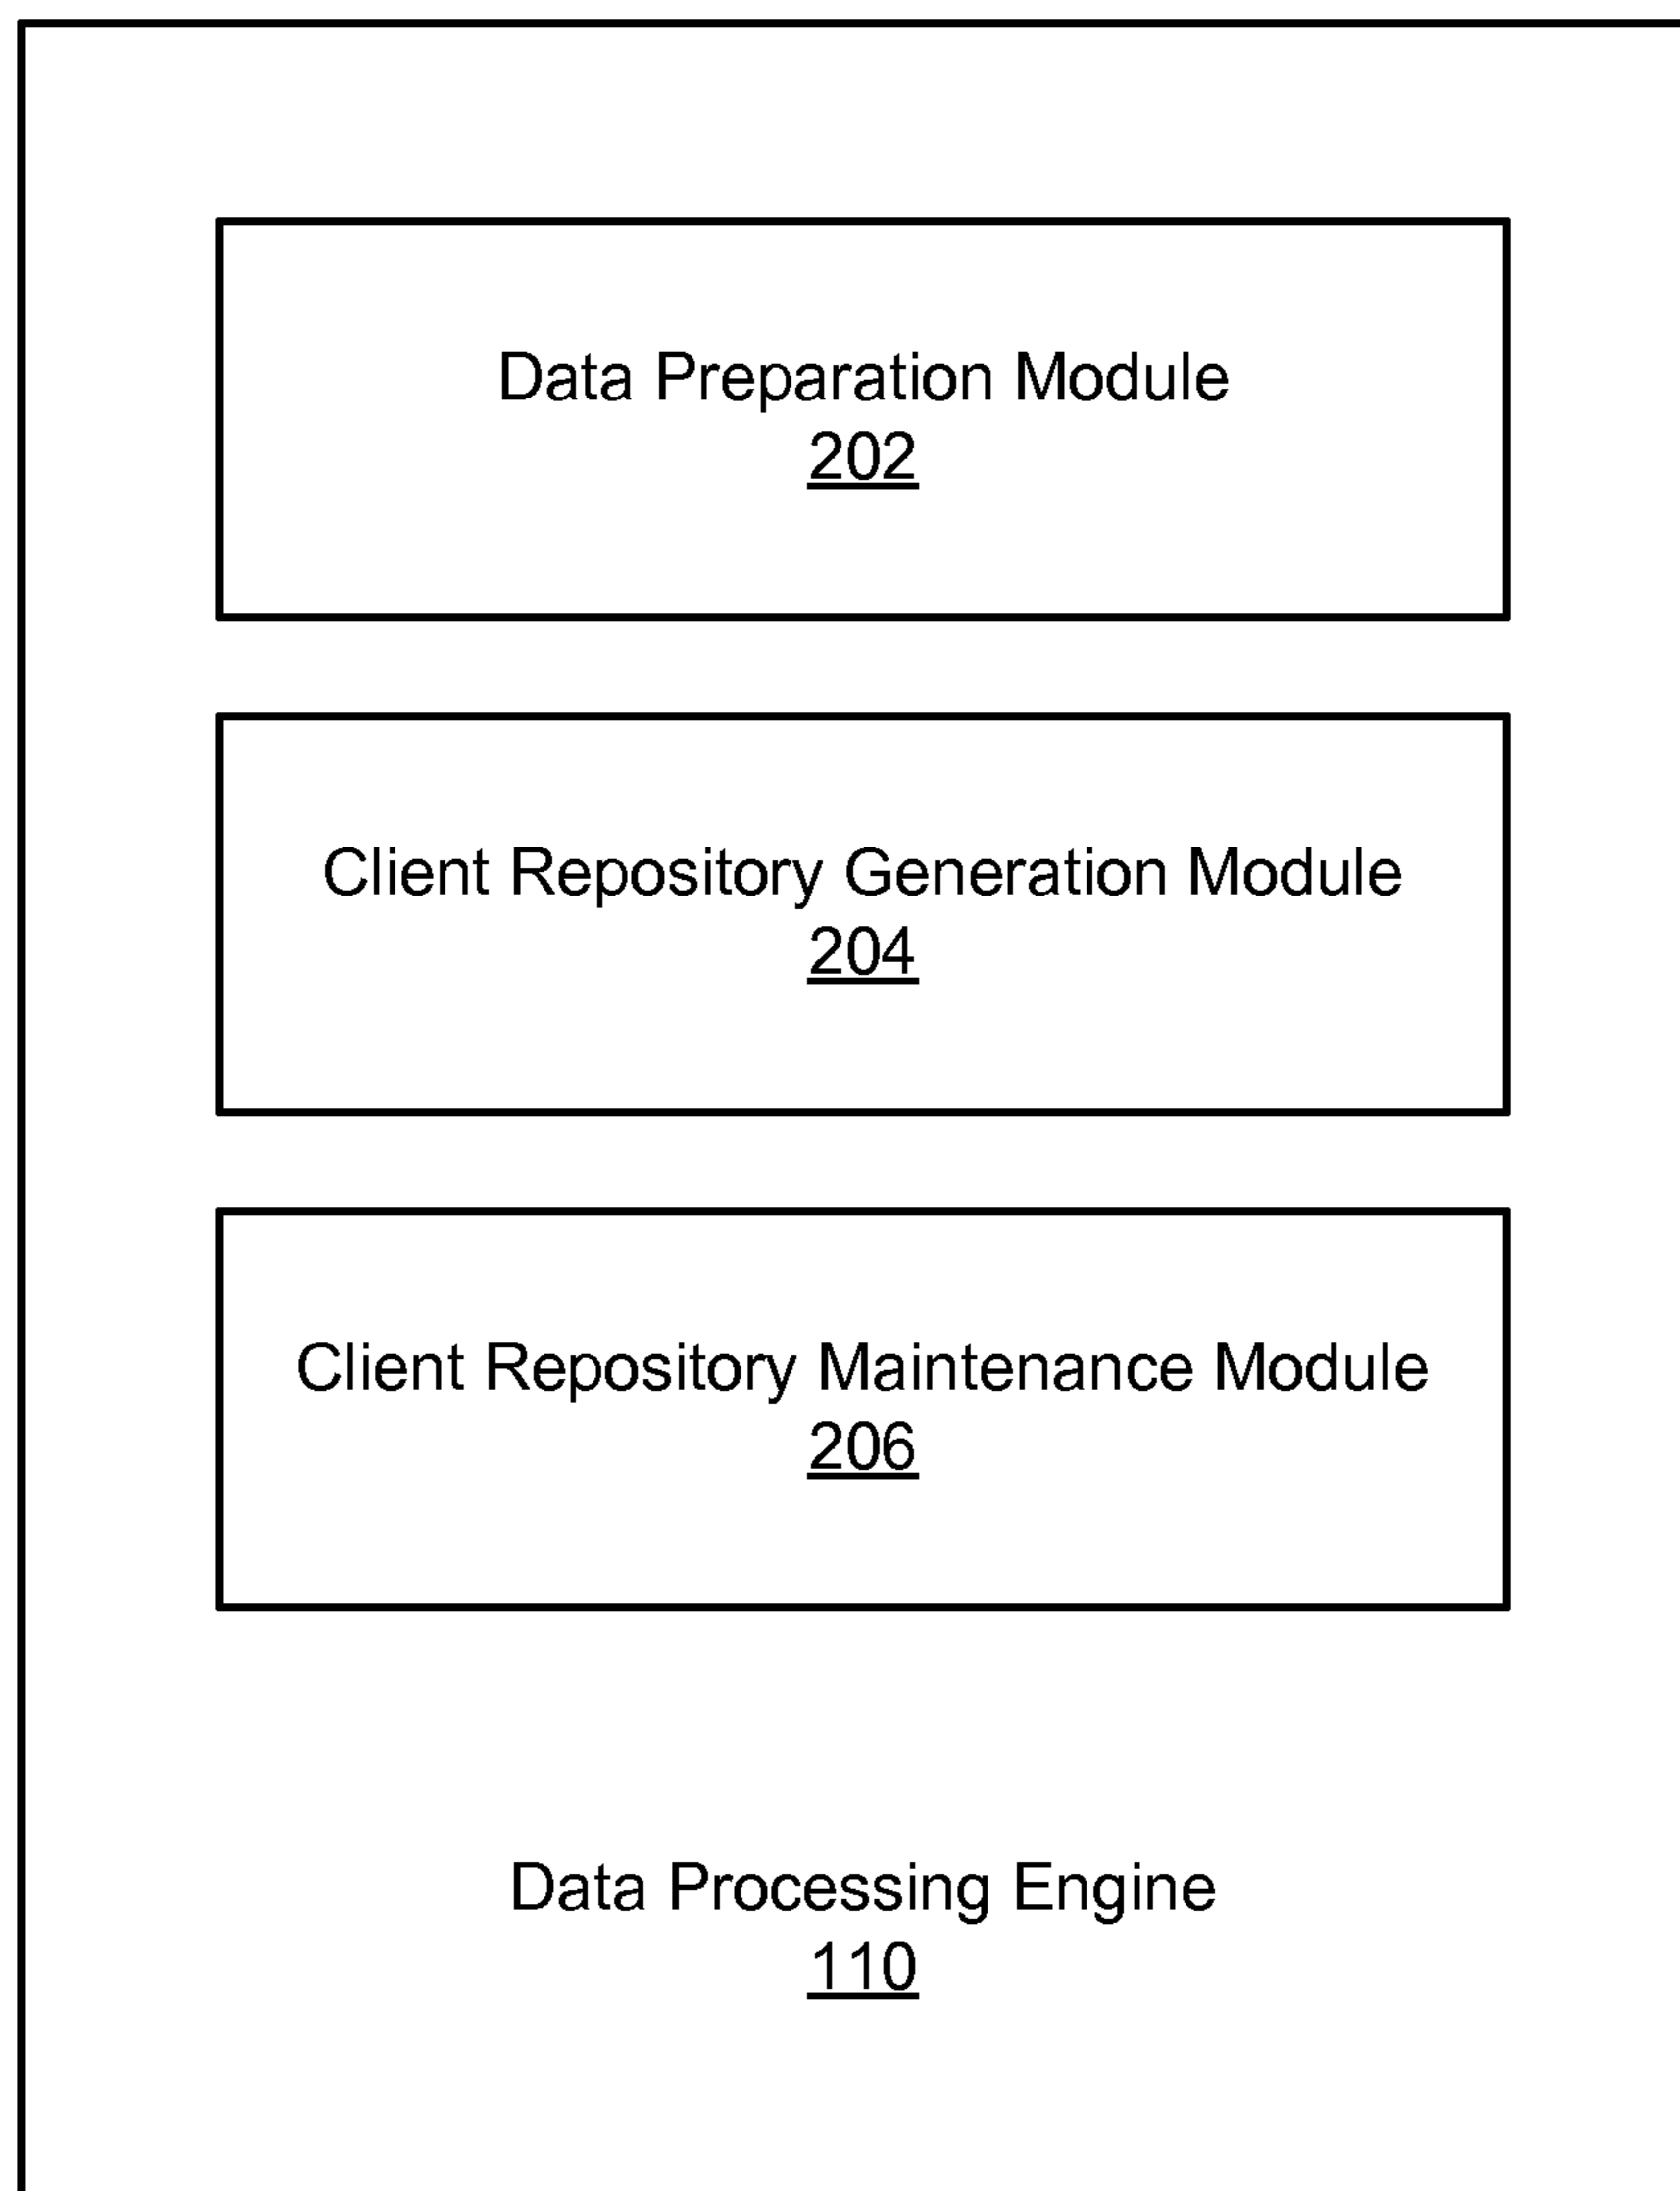 Data Preparation Module
202
Client Repository Generation Module
204
Client Repository Maintenance Module
206
Data Processing Engine
110